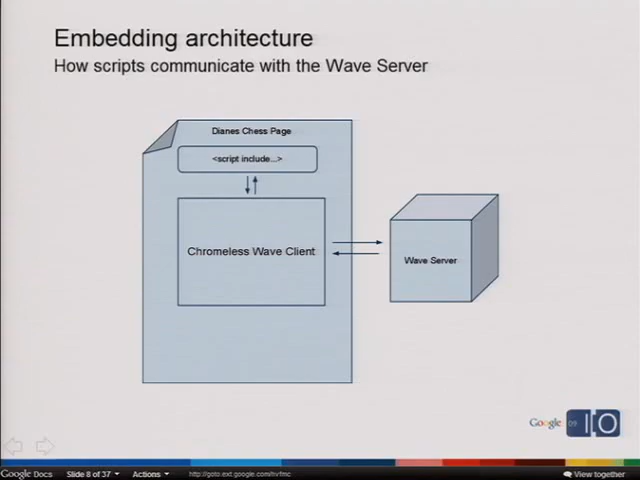 Embedding architecture
How scripts communicate with the Wave Server
Dianes Chess Page
<script include...>
Chromeless Wave Client
Wave Server
Google 09 IO
Google Docs Slide 8 of 37 Actions View together